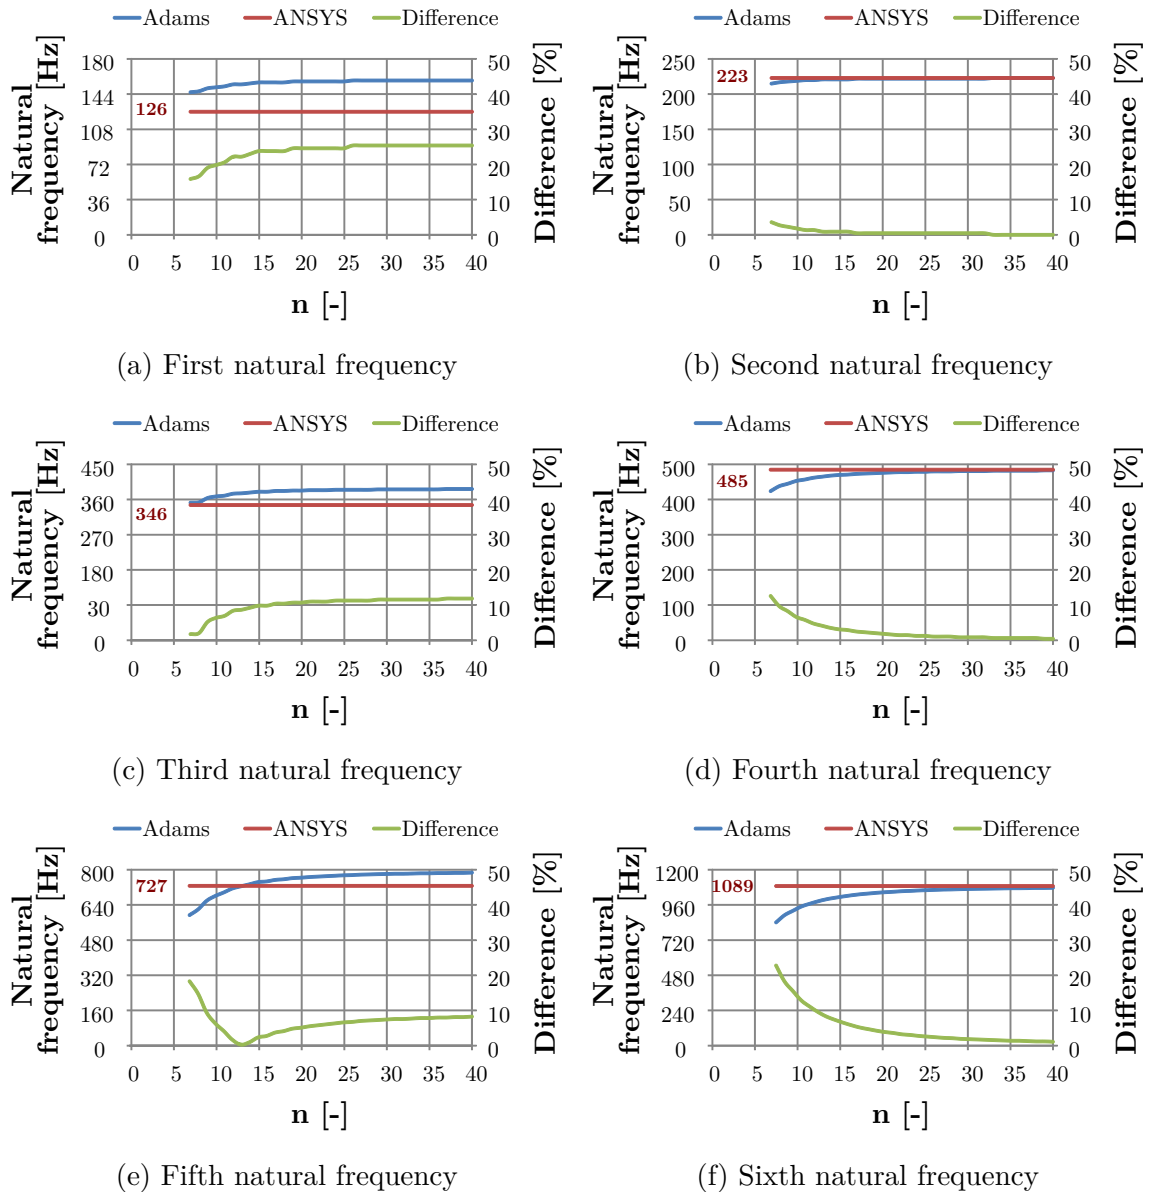 Adams ANSYS Difference
Natural frequency [Hz]
180
144
108
72
36
0
126
50
40
30
20
10
0
Difference [%]
0 5 10 15 20 25 30 35 40
n [-]
(a) First natural frequency
Adams ANSYS Difference
Natural frequency [Hz]
250
200
150
100
50
0
223
50
40
30
20
10
0
Difference [%]
0 5 10 15 20 25 30 35 40
n [-]
(b) Second natural frequency
Adams ANSYS Difference
Natural frequency [Hz]
450
360
270
180
30
0
346
50
40
30
20
10
0
Difference [%]
0 5 10 15 20 25 30 35 40
n [-]
(c) Third natural frequency
Adams ANSYS Difference
Natural frequency [Hz]
500
400
300
200
100
0
485
50
40
30
20
10
0
Difference [%]
0 5 10 15 20 25 30 35 40
n [-]
(d) Fourth natural frequency
Adams ANSYS Difference
Natural frequency [Hz]
800
640
480
320
160
0
727
50
40
30
20
10
0
Difference [%]
0 5 10 15 20 25 30 35 40
n [-]
(e) Fifth natural frequency
Adams ANSYS Difference
Natural frequency [Hz]
1200
960
720
480
240
0
1089
50
40
30
20
10
0
Difference [%]
0 5 10 15 20 25 30 35 40
n [-]
(f) Sixth natural frequency